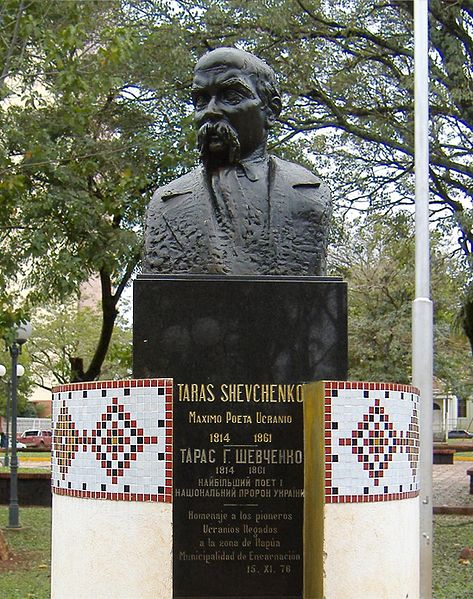 TARAS SHEVCHENKO
MAXIMO POETA UCRANIO
1814 1861
ТАРАС Г. ШЕВЧЕНКО
1814 1861
НАЙБІЛЬШИЙ ПОЕТ І
НАЦІОНАЛЬНИЙ ПРОРОК УКРАЇНИ
Homenaje a los pioneros
Ucranios llegados
a la zona de Itapúa
Municipalidad de Encarnación
15. XI. 76